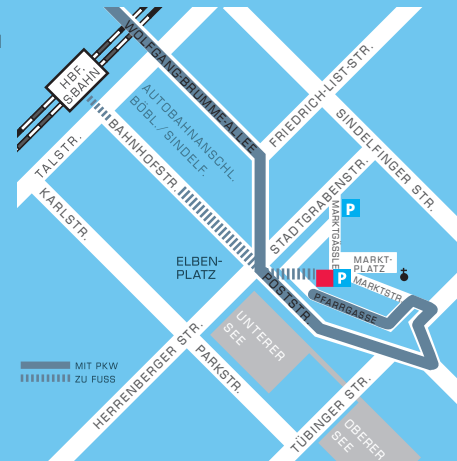 WOLFGANG-BRUMME-ALLEE
HBF.
S-BAHN
AUTOBAHNANSCHL.
BÖBL./SINDELF.
FRIEDRICH-LIST-STR.
SINDELFINGER STR.
TALSTR.
BAHNHOFSTR.
KARLSTR.
STADTGRABENSTR.
MARKTGÄSSLE
P
ELBEN-
PLATZ
MARKT-
PLATZ
P
MARKTSTR.
POSTSTR.
PFARRGASSE
UNTERER
SEE
MIT PKW
ZU FUSS
HERRENBERGER STR.
PARKSTR.
TÜBINGER STR.
OBERER
SEE